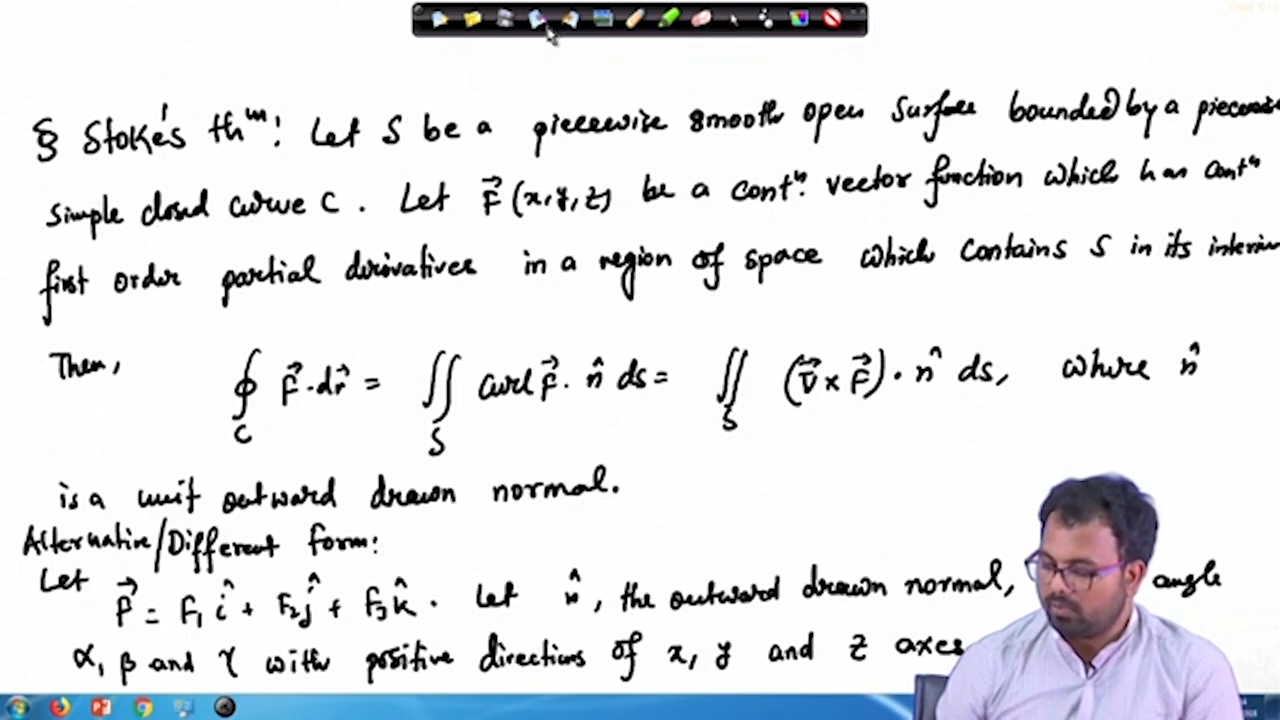 § Stoke's thᵐ: Let S be a piecewise smooth open surface bounded by a piecewise
simple closed curve C. Let F⃗ (x,y,z) be a contⁿ. vector function which has contⁿ
first order partial derivatives in a region of space which contains S in its interior
Then, ∮_C F⃗·dr⃗ = ∬_S curl F⃗ · n̂ ds = ∬_S (∇⃗ × F⃗) · n̂ ds, where n̂
is a unit outward drawn normal.
Alternative/Different form:
Let F⃗ = F₁ î + F₂ ĵ + F₃ k̂. Let n̂, the outward drawn normal, angle
α, β and γ with positive directions of x, y and z axes